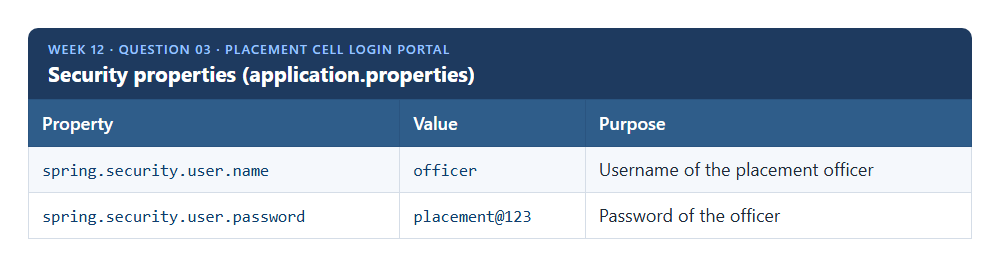 WEEK 12 · QUESTION 03 · PLACEMENT CELL LOGIN PORTAL
Security properties (application.properties)
Property Value Purpose
spring.security.user.name officer Username of the placement officer
spring.security.user.password placement@123 Password of the officer